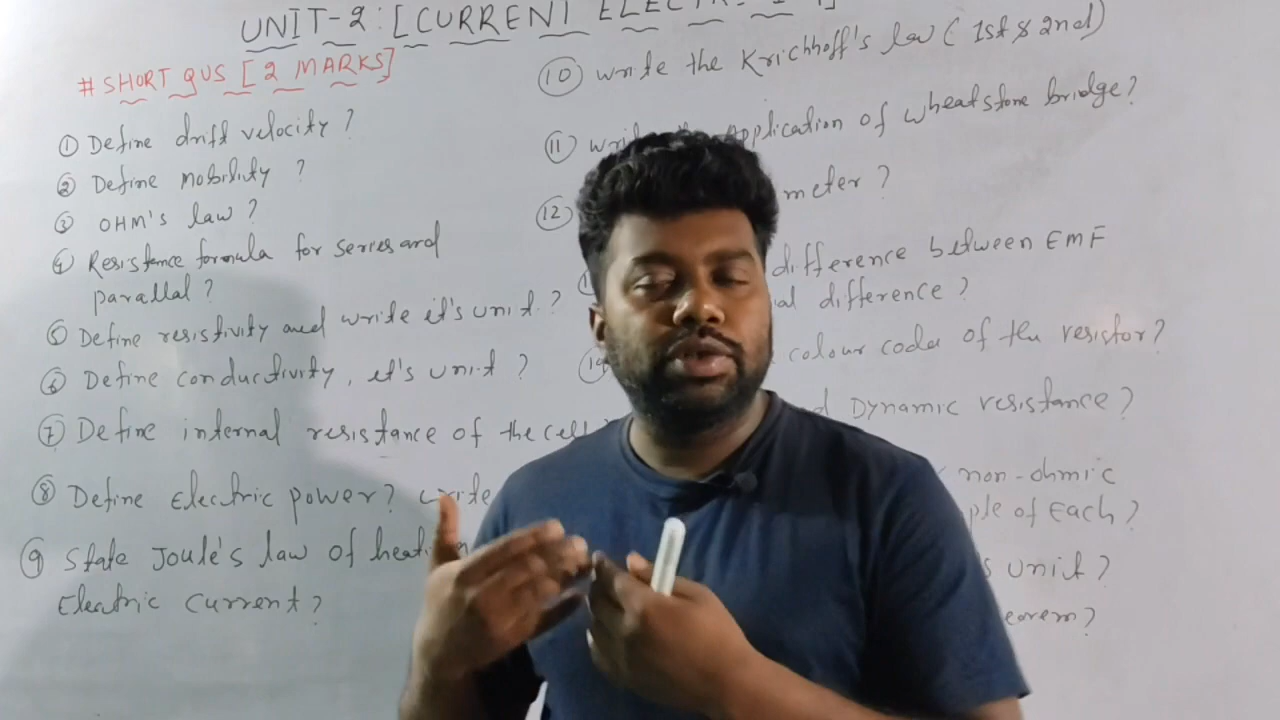 UNIT-2: [CURRENT
# SHORT QUS [2 MARKS]
① Define drift velocity ?
② Define mobility ?
③ OHM's law ?
④ Resistance formula for series and
parallal ?
⑤ Define resistivity and write it's unit ?
⑥ Define conductivity, it's unit ?
⑦ Define internal resistance of the cell
⑧ Define Electric power? write
⑨ State Joule's law of
Electric current ?
⑩ write the Krichhoff's law (1st & 2nd)
⑪ application of wheatstone bridge?
⑫ meter ?
difference between EMF
difference ?
colour code of the resistor?
Dynamic resistance ?
non-ohmic
of Each ?
unit ?